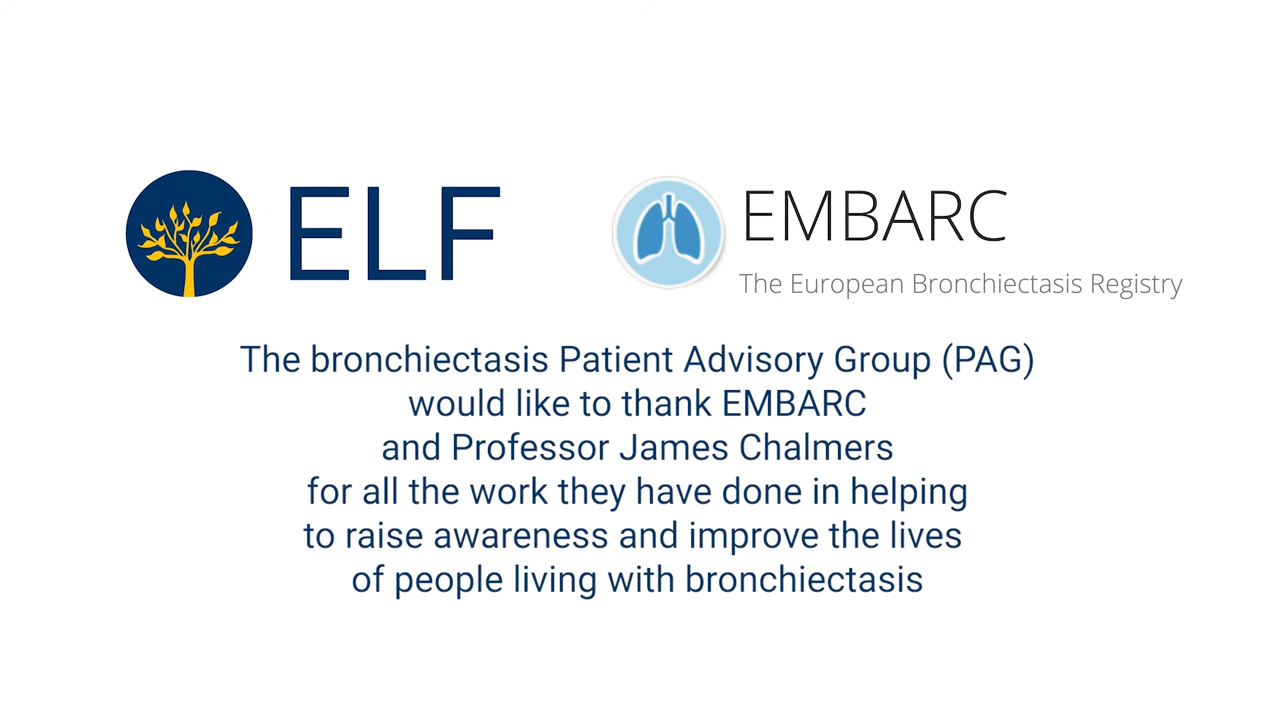 ELF
EMBARC
The European Bronchiectasis Registry
The bronchiectasis Patient Advisory Group (PAG)
would like to thank EMBARC
and Professor James Chalmers
for all the work they have done in helping
to raise awareness and improve the lives
of people living with bronchiectasis